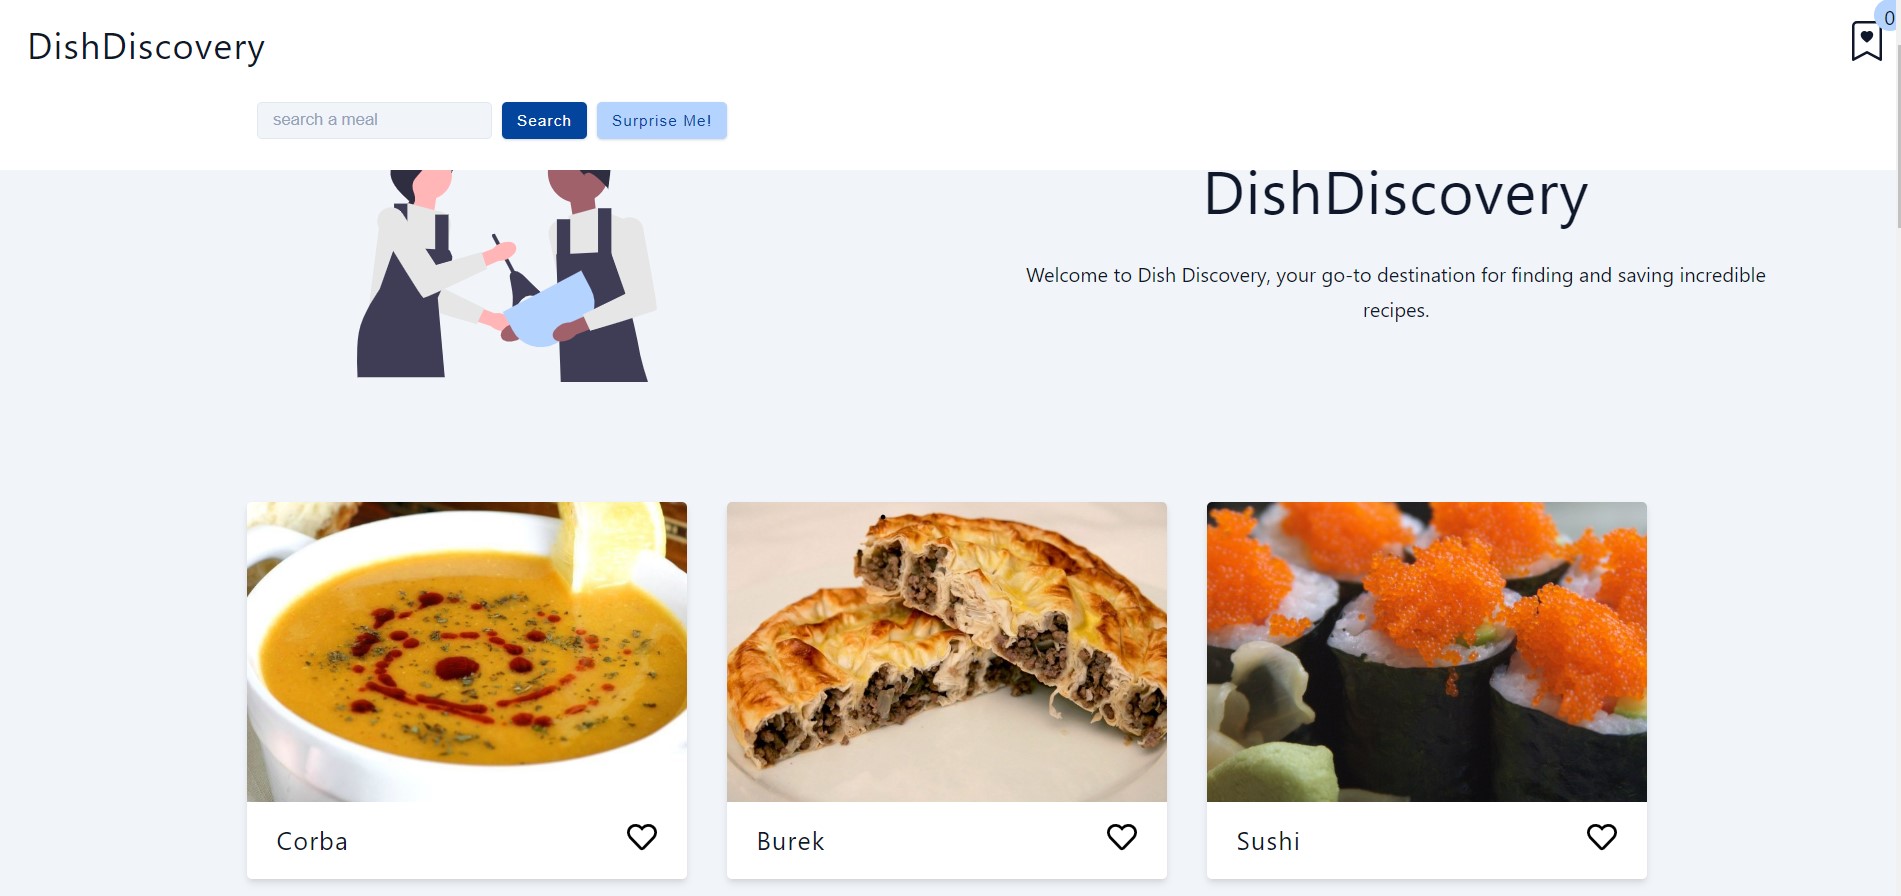 DishDiscovery
0
search a meal
Search
Surprise Me!
DishDiscovery
Welcome to Dish Discovery, your go-to destination for finding and saving incredible
recipes.
Corba
Burek
Sushi